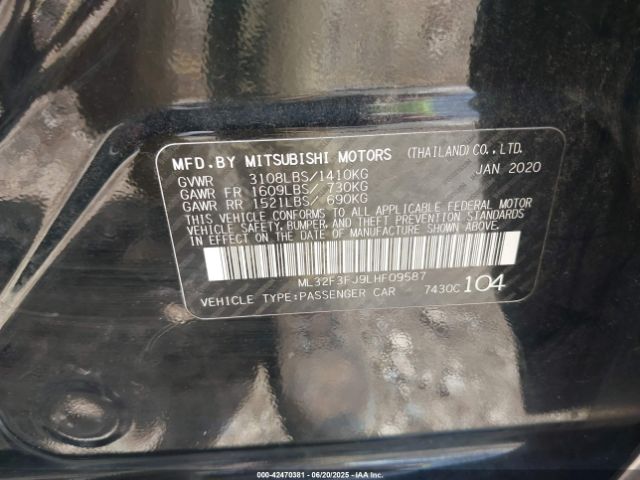 MFD.BY MITSUBISHI MOTORS (THAILAND)CO.,LTD.
GVWR 3108LBS/1410KG JAN 2020
GAWR FR 1609LBS/ 730KG
GAWR RR 1521LBS/ 690KG
THIS VEHICLE CONFORMS TO ALL APPLICABLE FEDERAL MOTOR
VEHICLE SAFETY, BUMPER, AND THEFT PREVENTION STANDARDS
IN EFFECT ON THE DATE OF MANUFACTURE SHOWN ABOVE.
ML32F3FJ9LHF09587
VEHICLE TYPE:PASSENGER CAR 7430C 104
000-42470381 - 06/20/2025 - IAAI.COM